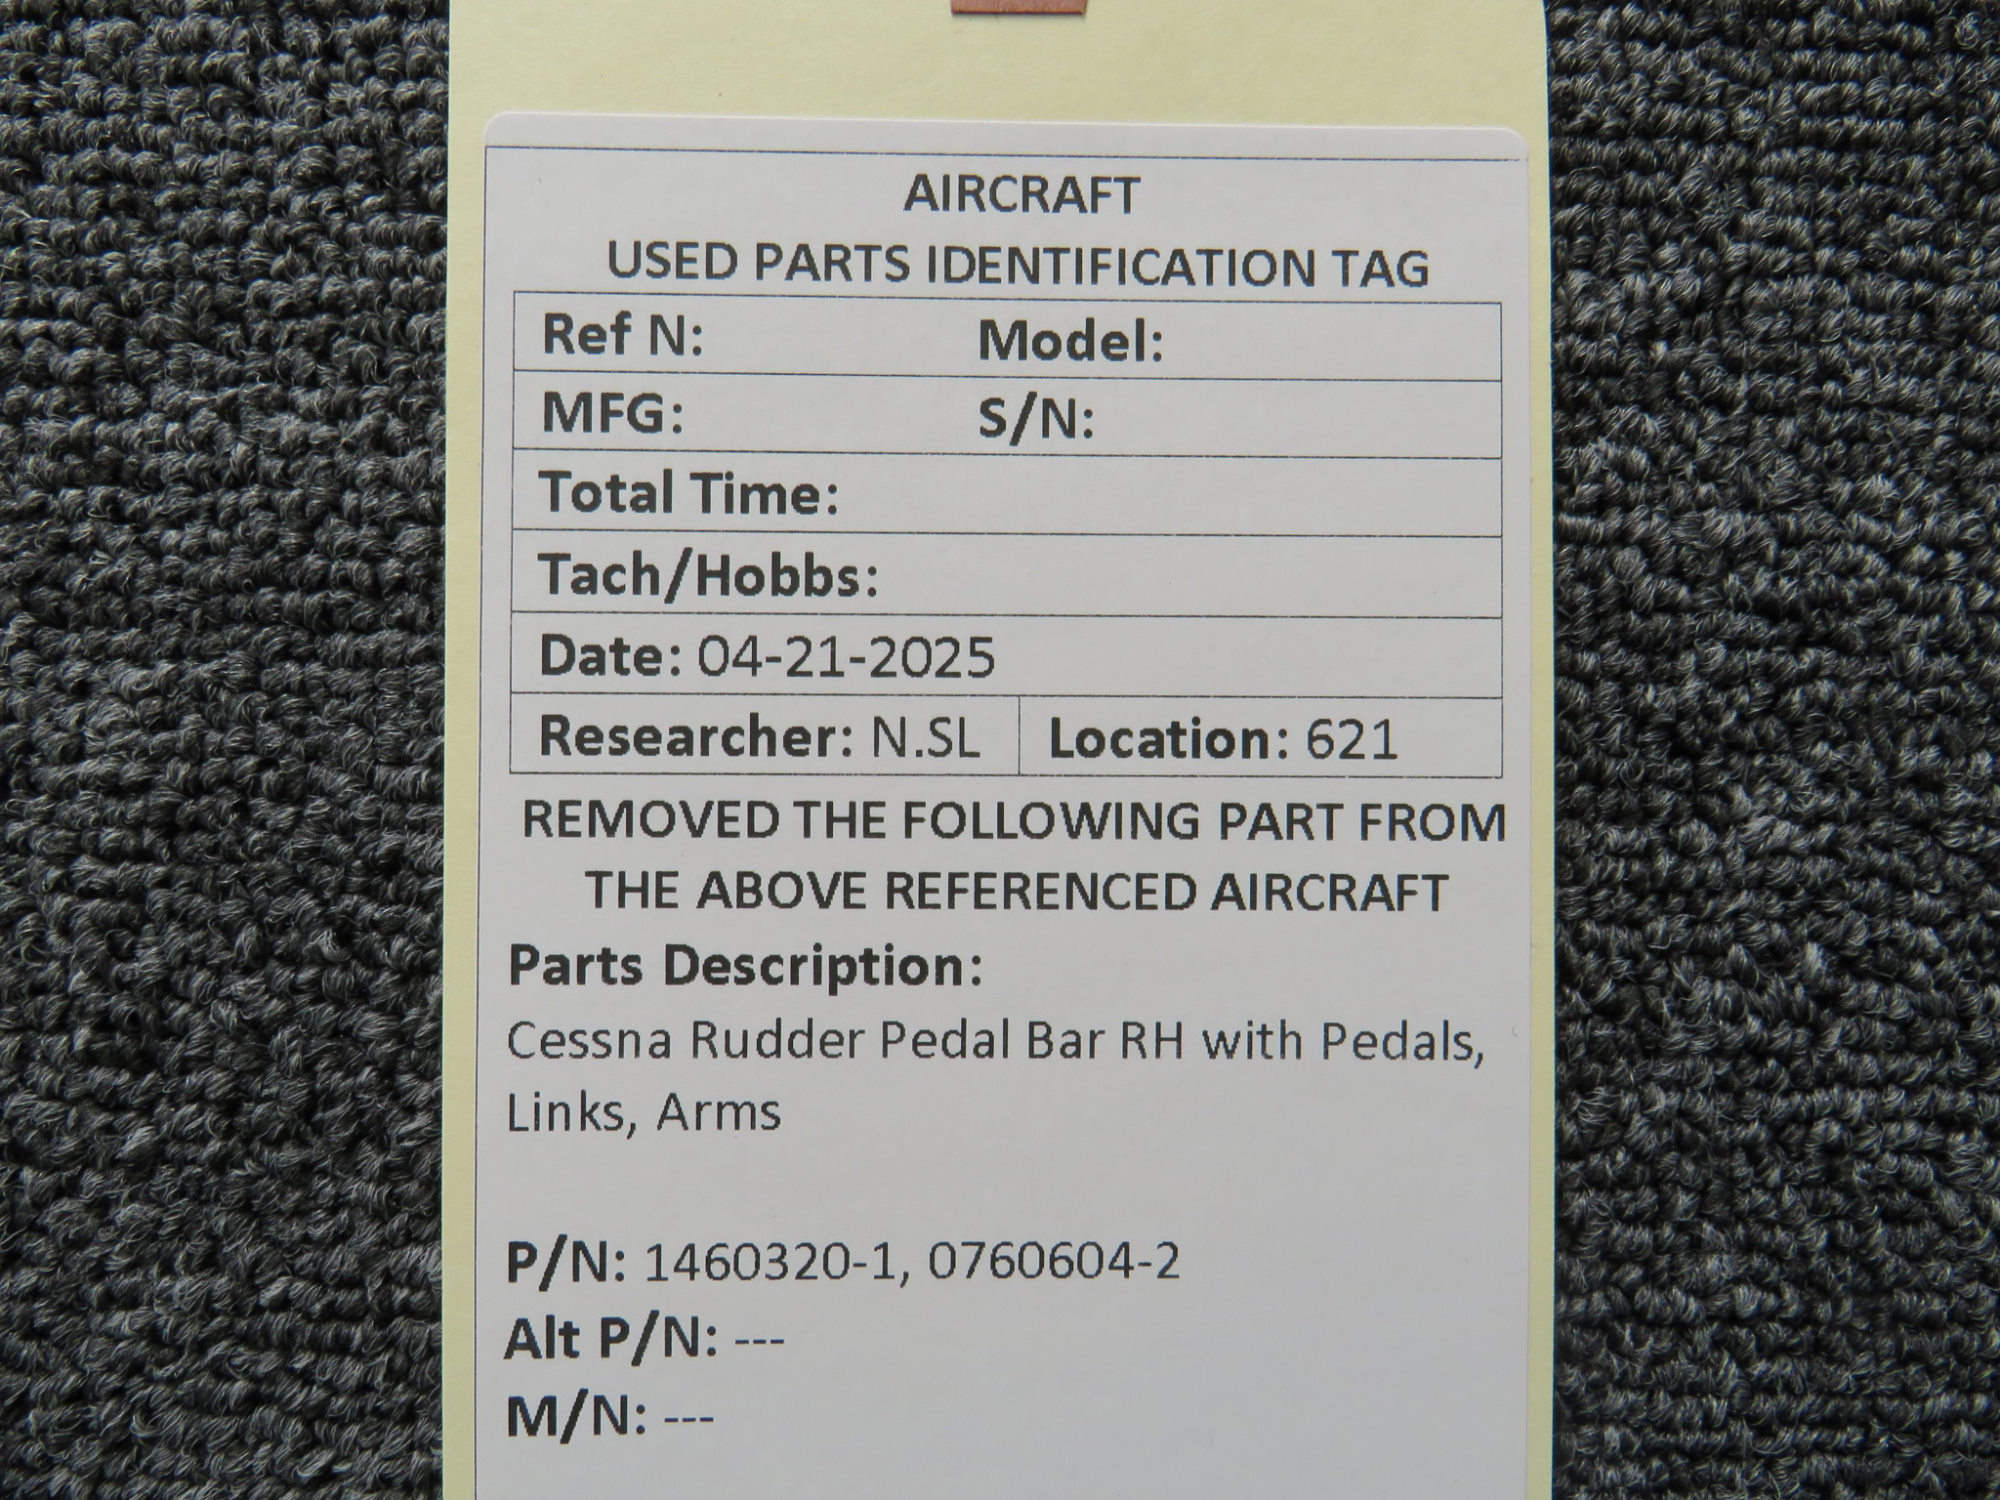 AIRCRAFT
USED PARTS IDENTIFICATION TAG
Ref N: Model:
MFG: S/N:
Total Time:
Tach/Hobbs:
Date: 04-21-2025
Researcher: N.SL Location: 621
REMOVED THE FOLLOWING PART FROM
THE ABOVE REFERENCED AIRCRAFT
Parts Description:
Cessna Rudder Pedal Bar RH with Pedals,
Links, Arms
P/N: 1460320-1, 0760604-2
Alt P/N: ---
M/N: ---